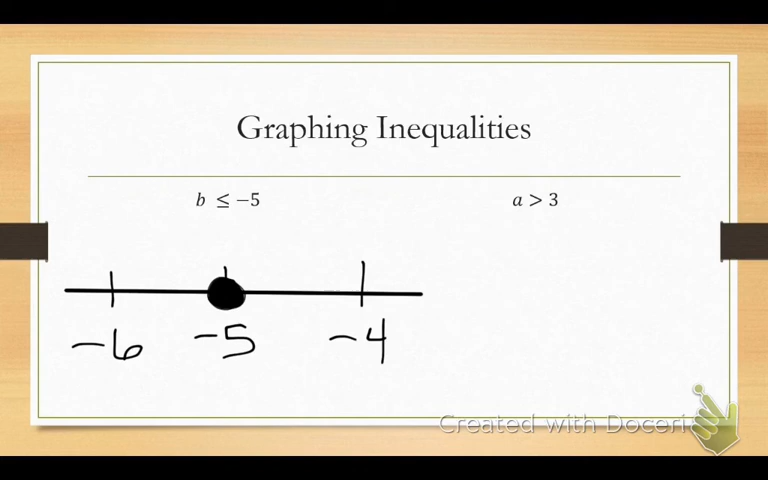 Graphing Inequalities
b ≤ −5
a > 3
−6 −5 −4
Created with Doceri